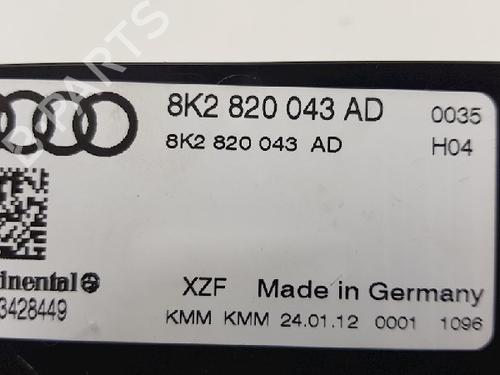 8K2 820 043 AD 0035
8K2 820 043 AD H04
XZF Made in Germany
3428449 KMM KMM 24.01.12 0001 1096
B-PARTS